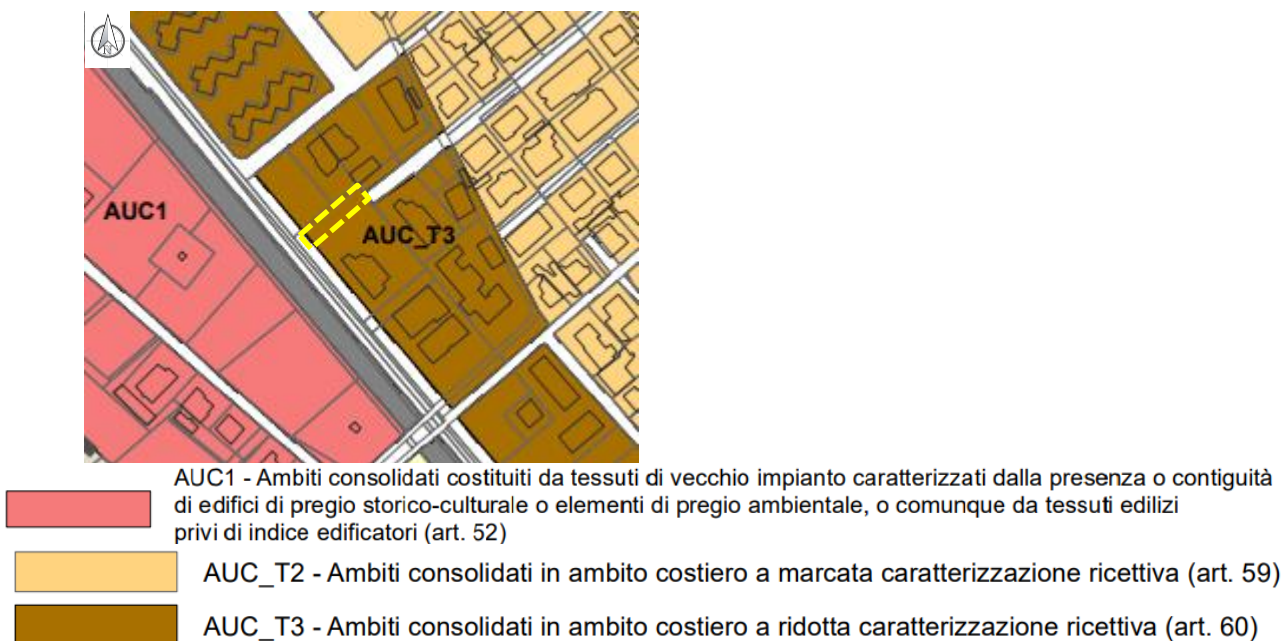 AUC1
AUC_T3
AUC1 - Ambiti consolidati costituiti da tessuti di vecchio impianto caratterizzati dalla presenza o contiguità
di edifici di pregio storico-culturale o elementi di pregio ambientale, o comunque da tessuti edilizi
privi di indice edificatori (art. 52)
AUC_T2 - Ambiti consolidati in ambito costiero a marcata caratterizzazione ricettiva (art. 59)
AUC_T3 - Ambiti consolidati in ambito costiero a ridotta caratterizzazione ricettiva (art. 60)